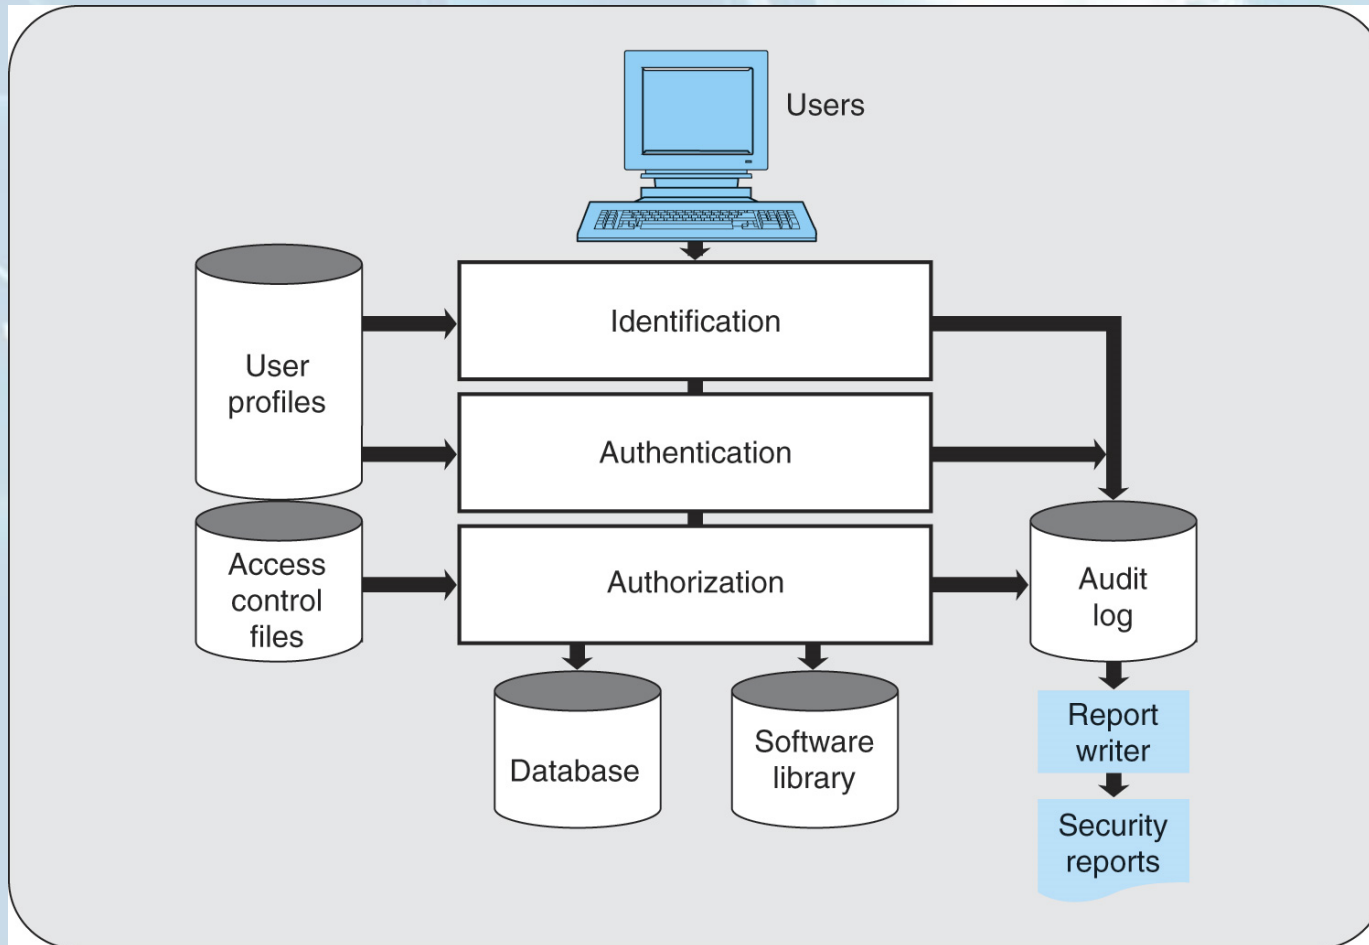 Users
Identification
User
profiles
Authentication
Access
control
files
Authorization
Audit
log
Database
Software
library
Report
writer
Security
reports